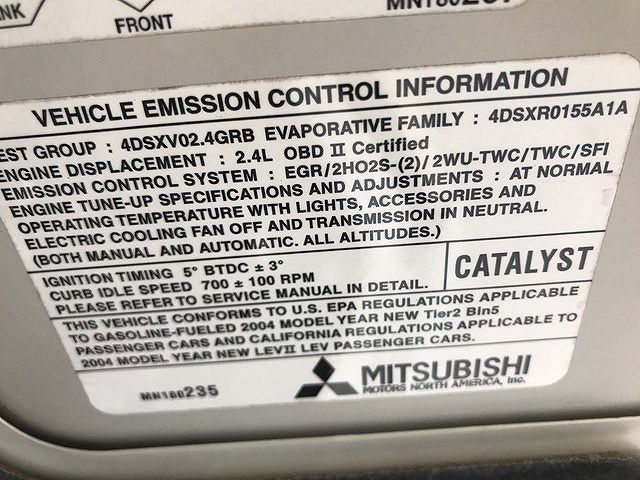 NK
FRONT
VEHICLE EMISSION CONTROL INFORMATION
EST GROUP : 4DSXV02.4GRB EVAPORATIVE FAMILY : 4DSXR0155A1A
ENGINE DISPLACEMENT : 2.4L OBD II Certified
EMISSION CONTROL SYSTEM : EGR/2HO2S-(2)/2WU-TWC/TWC/SFI
ENGINE TUNE-UP SPECIFICATIONS AND ADJUSTMENTS : AT NORMAL
OPERATING TEMPERATURE WITH LIGHTS, ACCESSORIES AND
ELECTRIC COOLING FAN OFF AND TRANSMISSION IN NEUTRAL.
(BOTH MANUAL AND AUTOMATIC. ALL ALTITUDES.)
IGNITION TIMING 5° BTDC ± 3°
CURB IDLE SPEED 700 ± 100 RPM
PLEASE REFER TO SERVICE MANUAL IN DETAIL.
CATALYST
THIS VEHICLE CONFORMS TO U.S. EPA REGULATIONS APPLICABLE
TO GASOLINE-FUELED 2004 MODEL YEAR NEW Tier2 Bin5
PASSENGER CARS AND CALIFORNIA REGULATIONS APPLICABLE TO
2004 MODEL YEAR NEW LEVII LEV PASSENGER CARS.
MN180235
MITSUBISHI
MOTORS NORTH AMERICA, Inc.